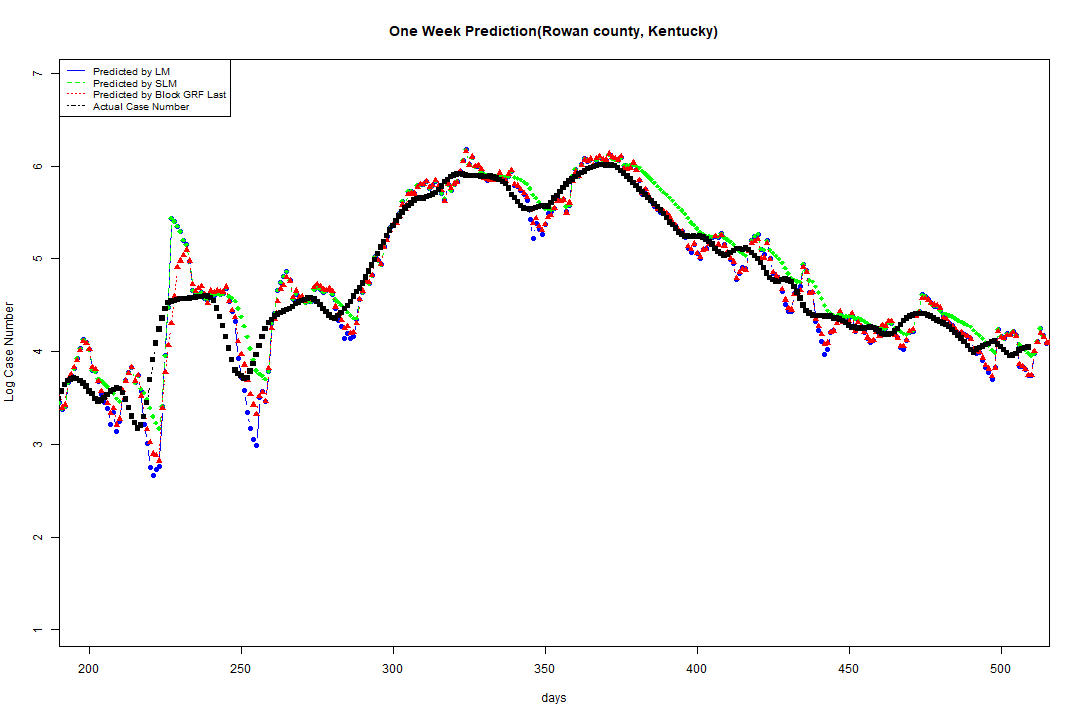 One Week Prediction(Rowan county, Kentucky)
Predicted by LM
Predicted by SLM
Predicted by Block GRF Last
Actual Case Number
7
6
5
4
3
2
1
Log Case Number
200 250 300 350 400 450 500
days